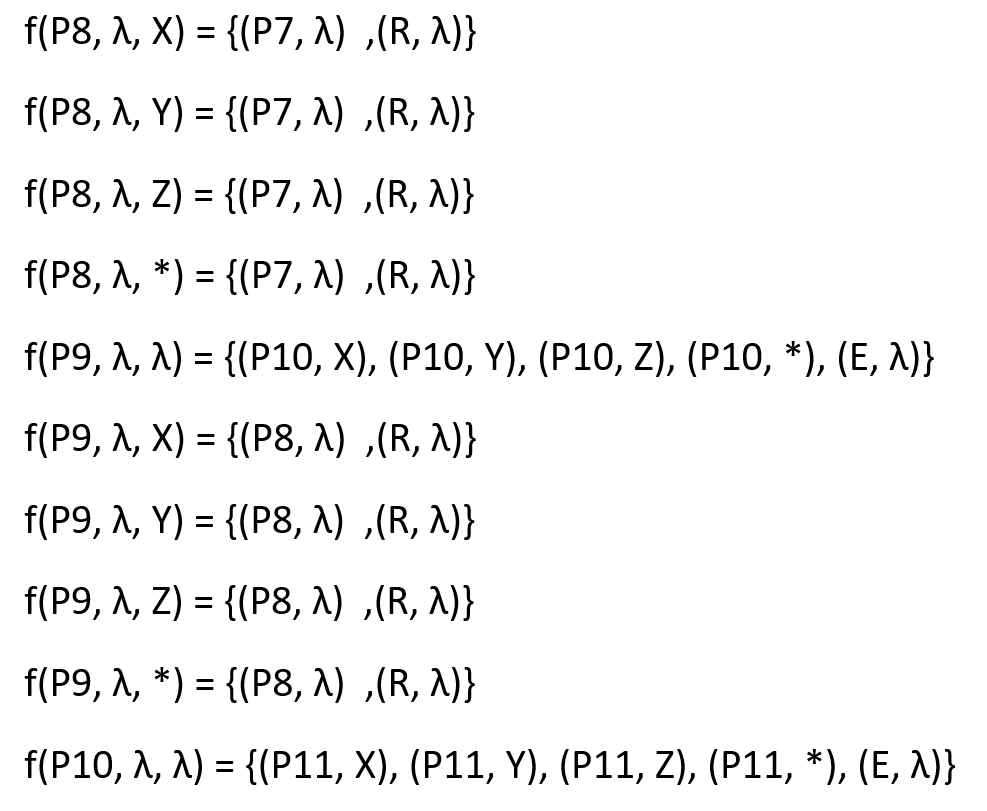 f(P8, λ, X) = {(P7, λ)  ,(R, λ)}
f(P8, λ, Y) = {(P7, λ)  ,(R, λ)}
f(P8, λ, Z) = {(P7, λ)  ,(R, λ)}
f(P8, λ, *) = {(P7, λ)  ,(R, λ)}
f(P9, λ, λ) = {(P10, X), (P10, Y), (P10, Z), (P10, *), (E, λ)}
f(P9, λ, X) = {(P8, λ)  ,(R, λ)}
f(P9, λ, Y) = {(P8, λ)  ,(R, λ)}
f(P9, λ, Z) = {(P8, λ)  ,(R, λ)}
f(P9, λ, *) = {(P8, λ)  ,(R, λ)}
f(P10, λ, λ) = {(P11, X), (P11, Y), (P11, Z), (P11, *), (E, λ)}